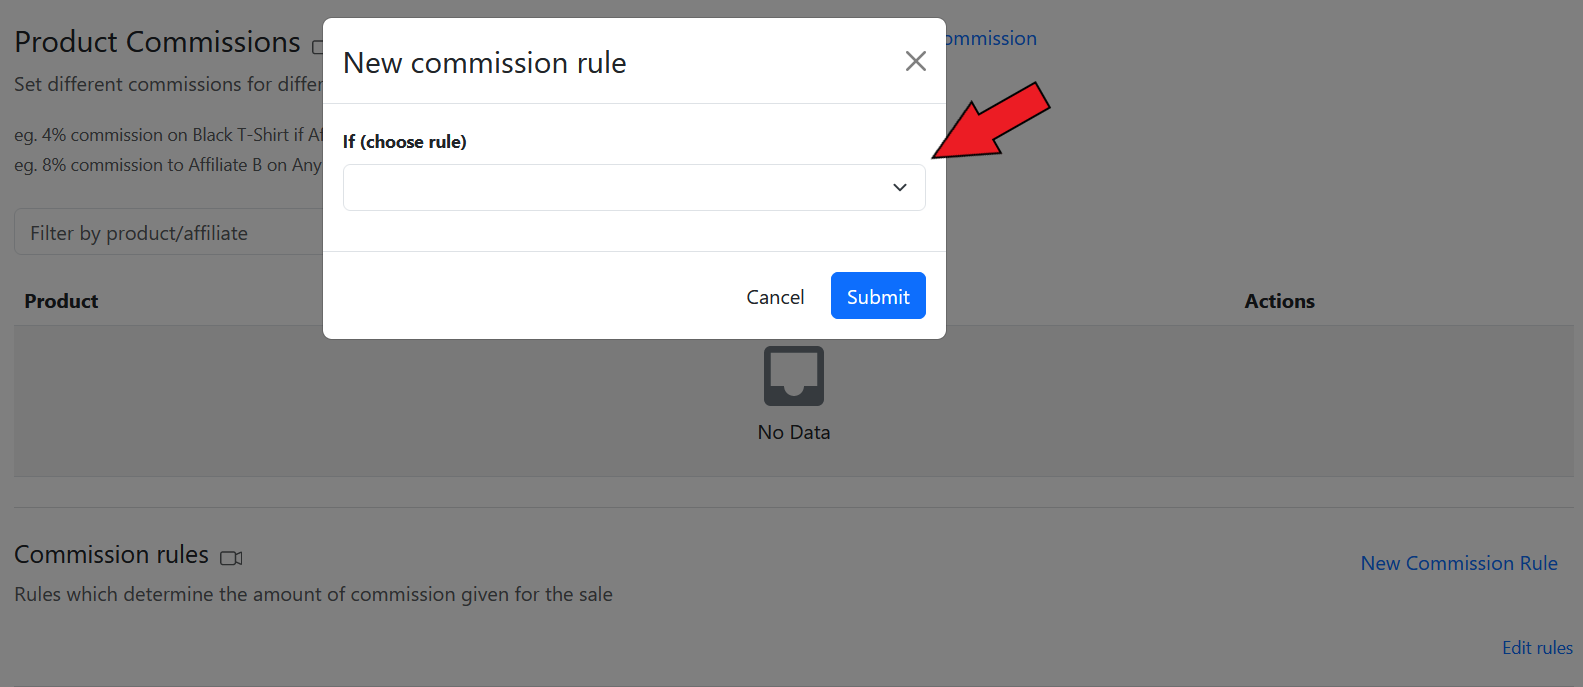 Product Commissions
ommission
New commission rule
Set different commissions for differ
eg. 4% commission on Black T-Shirt if Af
eg. 8% commission to Affiliate B on Any
If (choose rule)
Filter by product/affiliate
Cancel
Submit
Product
Actions
No Data
Commission rules
New Commission Rule
Rules which determine the amount of commission given for the sale
Edit rules